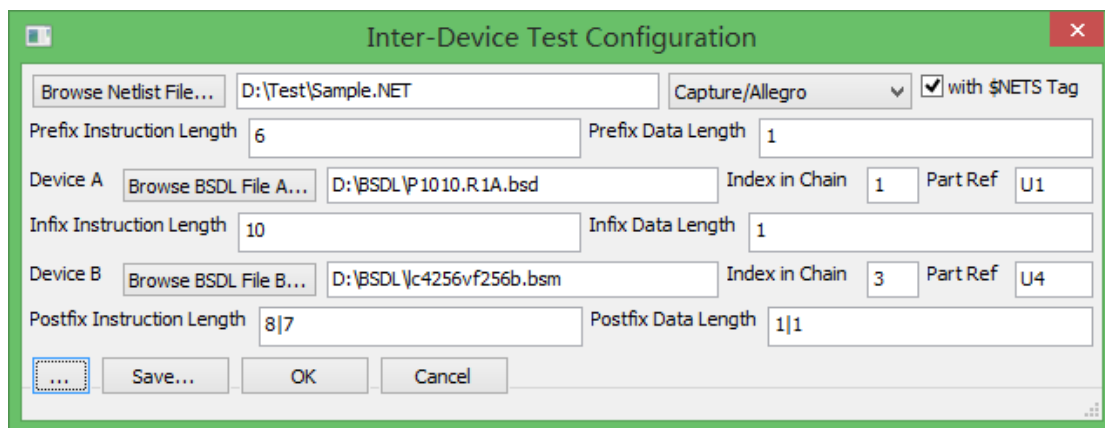 Inter-Device Test Configuration
Browse Netlist File... D:\Test\Sample.NET Capture/Allegro with $NETS Tag
Prefix Instruction Length 6 Prefix Data Length 1
Device A Browse BSDL File A... D:\BSDL\P1010.R1A.bsd Index in Chain 1 Part Ref U1
Infix Instruction Length 10 Infix Data Length 1
Device B Browse BSDL File B... D:\BSDL\lc4256vf256b.bsm Index in Chain 3 Part Ref U4
Postfix Instruction Length 8|7 Postfix Data Length 1|1
... Save... OK Cancel